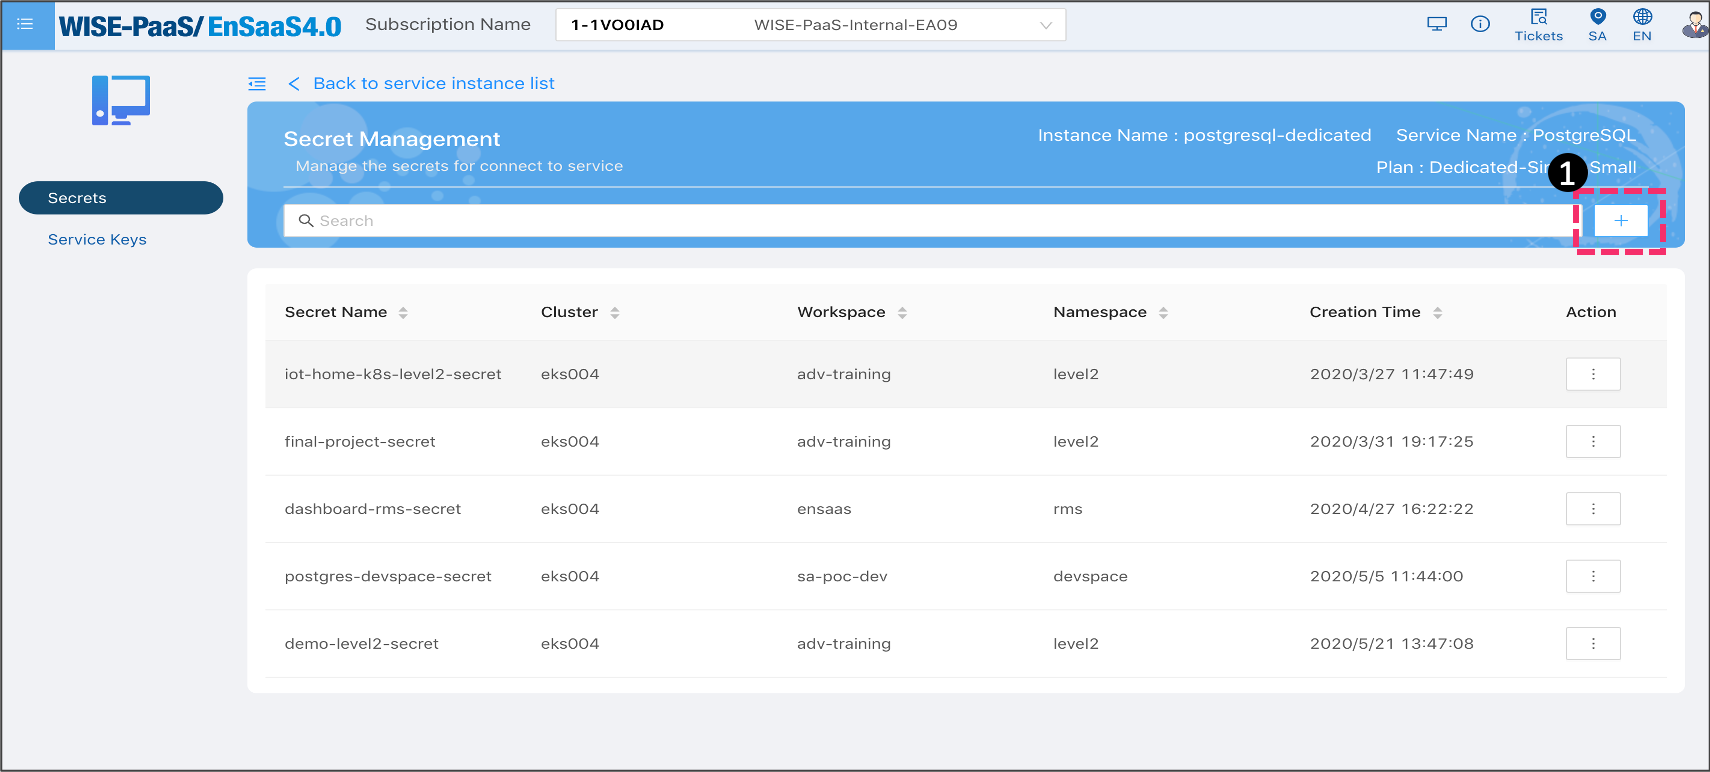 WISE-PaaS/ EnSaaS4.0 Subscription Name 1-1VO0IAD WISE-PaaS-Internal-EA09 Tickets SA EN
Back to service instance list
Secret Management
Manage the secrets for connect to service
Instance Name : postgresql-dedicated Service Name : PostgreSQL
Plan : Dedicated-Sin Small
1
Search +
Secrets
Service Keys
Secret Name Cluster Workspace Namespace Creation Time Action
iot-home-k8s-level2-secret eks004 adv-training level2 2020/3/27 11:47:49
final-project-secret eks004 adv-training level2 2020/3/31 19:17:25
dashboard-rms-secret eks004 ensaas rms 2020/4/27 16:22:22
postgres-devspace-secret eks004 sa-poc-dev devspace 2020/5/5 11:44:00
demo-level2-secret eks004 adv-training level2 2020/5/21 13:47:08